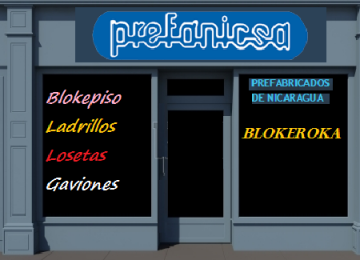 prefanicsa
Blokepiso
Ladrillos
Losetas
Gaviones
PREFABRICADOS
DE NICARAGUA
BLOKEROKA